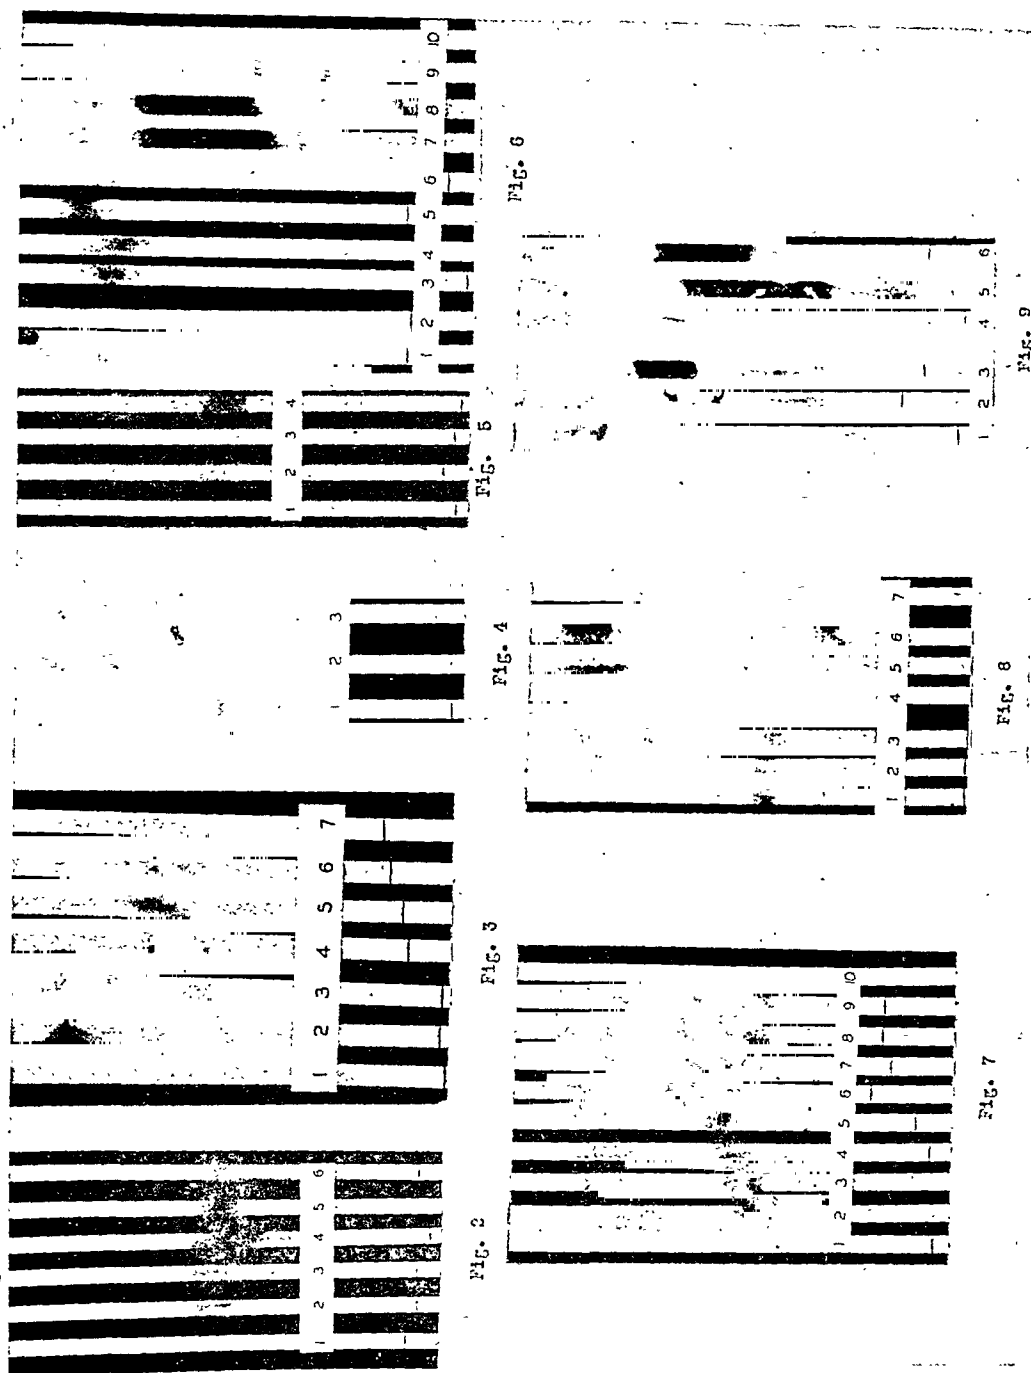 1 2 3 4 5 6
Fig. 2
1 2 3 4 5 6 7
Fig. 3
1 2 3
Fig. 4
1 2 3 4
Fig. 5
1 2 3 4 5 6 7 8 9 10
Fig. 6
1 2 3 4 5 6 7 8 9 10
Fig. 7
1 2 3 4 5 6 7
Fig. 8
1 2 3 4 5 6
Fig. 9